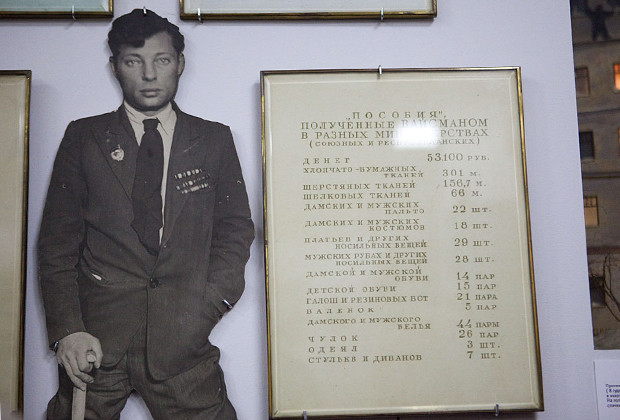 „ПОСОБИЯ",
ПОЛУЧЕННЫЕ ВАЙСМАНОМ
В РАЗНЫХ МИНИСТЕРСТВАХ
(СОЮЗНЫХ И РЕСПУБЛИКАНСКИХ)
ДЕНЕГ 53100 РУБ.
ХЛОПЧАТО-БУМАЖНЫХ
ТКАНЕЙ 301 М.
ШЕРСТЯНЫХ ТКАНЕЙ 156,7 М.
ШЕЛКОВЫХ ТКАНЕЙ 66 М.
ДАМСКИХ И МУЖСКИХ
ПАЛЬТО 22 ШТ.
ДАМСКИХ И МУЖСКИХ
КОСТЮМОВ 18 ШТ.
ПЛАТЬЕВ И ДРУГИХ
НОСИЛЬНЫХ ВЕЩЕЙ 29 ШТ.
МУЖСКИХ РУБАХ И ДРУГИХ
НОСИЛЬНЫХ ВЕЩЕЙ 28 ШТ.
ДАМСКОЙ И МУЖСКОЙ
ОБУВИ 14 ПАР
ДЕТСКОЙ ОБУВИ 15 ПАР
ГАЛОШ И РЕЗИНОВЫХ БОТ 21 ПАРА
ВАЛЕНОК 5 ПАР
ДАМСКОГО И МУЖСКОГО
БЕЛЬЯ 44 ПАРЫ
ЧУЛОК 26 ПАР
ОДЕЯЛ 3 ШТ.
СТУЛЬЕВ И ДИВАНОВ 7 ШТ.